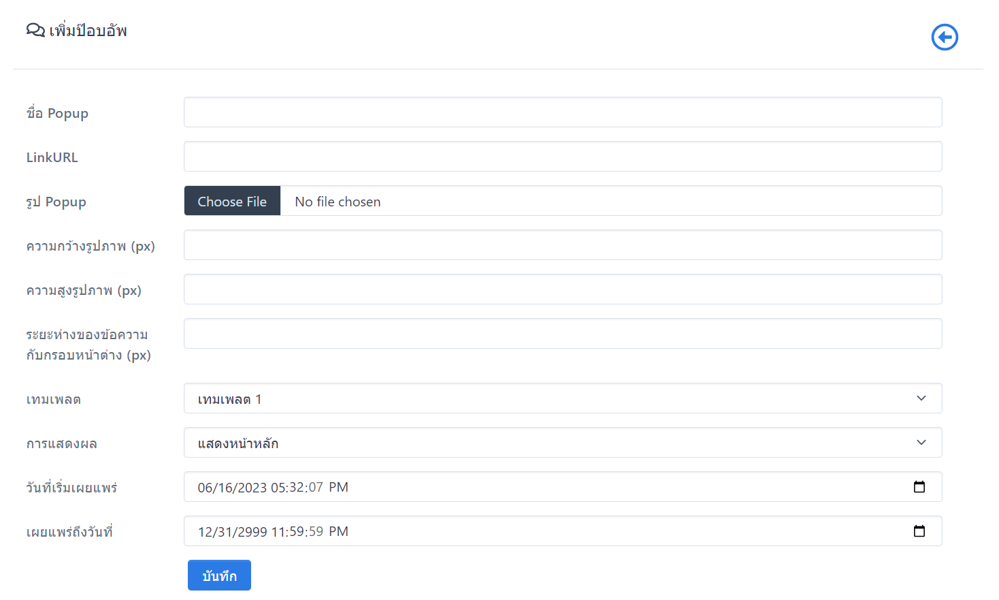 เพิ่มป๊อบอัพ
ชื่อ Popup
LinkURL
รูป Popup
Choose File No file chosen
ความกว้างรูปภาพ (px)
ความสูงรูปภาพ (px)
ระยะห่างของข้อความ
กับกรอบหน้าต่าง (px)
เทมเพลต
เทมเพลต 1
การแสดงผล
แสดงหน้าหลัก
วันที่เริ่มเผยแพร่
06/16/2023 05:32:07 PM
เผยแพร่ถึงวันที่
12/31/2999 11:59:59 PM
บันทึก